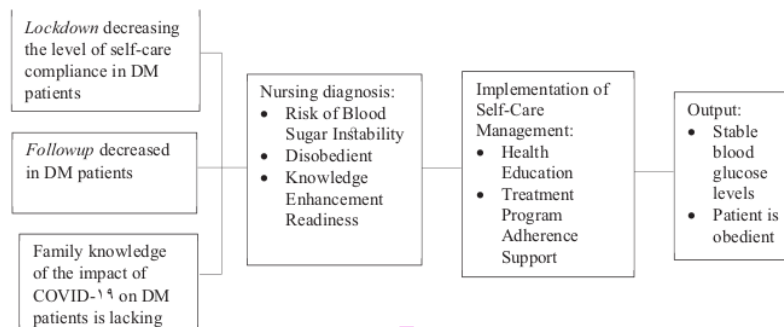 Lockdown decreasing
the level of self-care
compliance in DM
patients
Followup decreased
in DM patients
Family knowledge
of the impact of
COVID-۱۹ on DM
patients is lacking
Nursing diagnosis:
• Risk of Blood
Sugar Instability
• Disobedient
• Knowledge
Enhancement
Readiness
Implementation of
Self-Care
Management:
• Health
Education
• Treatment
Program
Adherence
Support
Output:
• Stable
blood
glucose
levels
• Patient is
obedient